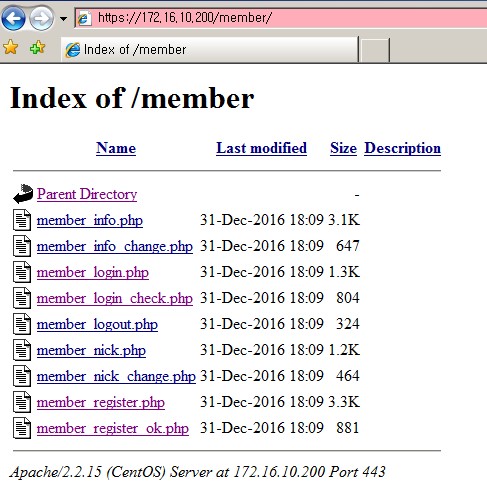 https://172.16.10.200/member/
Index of /member
Index of /member
Name Last modified Size Description
Parent Directory -
member_info.php 31-Dec-2016 18:09 3.1K
member_info_change.php 31-Dec-2016 18:09 647
member_login.php 31-Dec-2016 18:09 1.3K
member_login_check.php 31-Dec-2016 18:09 804
member_logout.php 31-Dec-2016 18:09 324
member_nick.php 31-Dec-2016 18:09 1.2K
member_nick_change.php 31-Dec-2016 18:09 464
member_register.php 31-Dec-2016 18:09 3.3K
member_register_ok.php 31-Dec-2016 18:09 881
Apache/2.2.15 (CentOS) Server at 172.16.10.200 Port 443